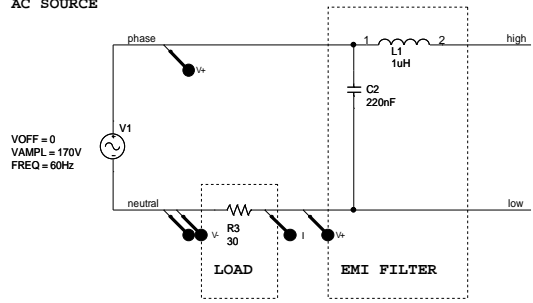 AC SOURCE
phase
1
2
high
L1
1uH
V+
C2
220nF
V1
VOFF = 0
VAMPL = 170V
FREQ = 60Hz
neutral
low
V-
R3
30
I
V+
LOAD
EMI FILTER